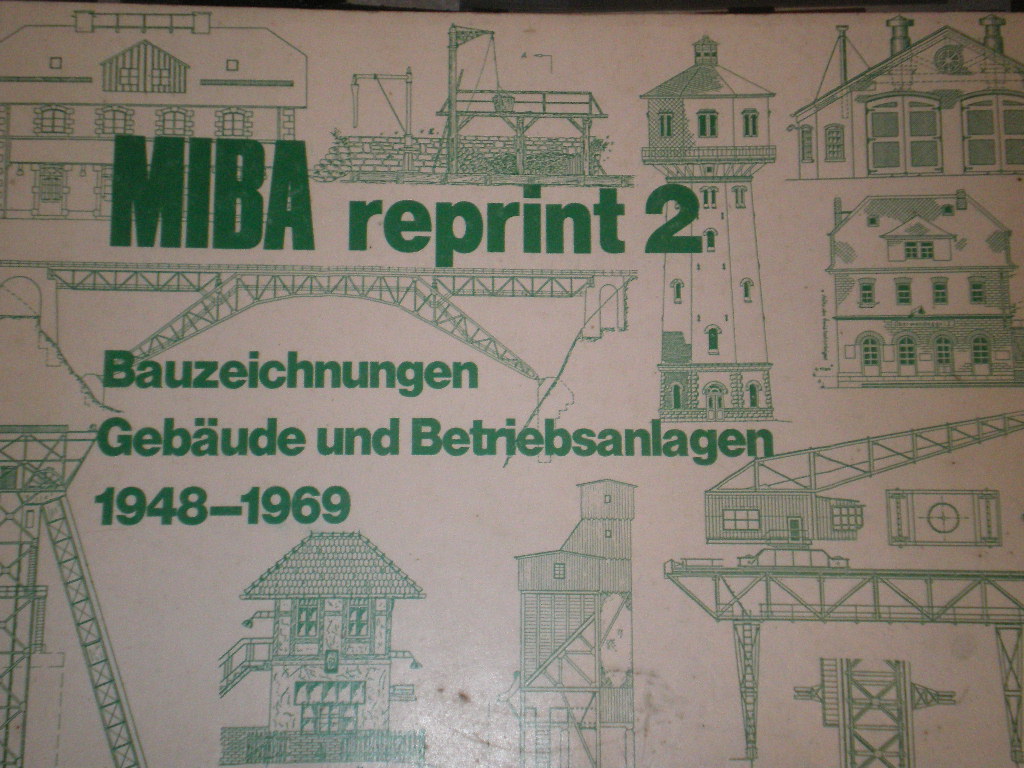 MIBA reprint 2
Bauzeichnungen
Gebäude und Betriebsanlagen
1948–1969